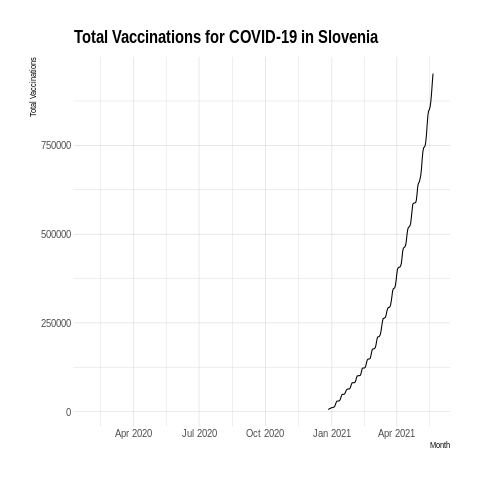 Total Vaccinations for COVID-19 in Slovenia
Total Vaccinations
750000
500000
250000
0
Apr 2020 Jul 2020 Oct 2020 Jan 2021 Apr 2021
Month